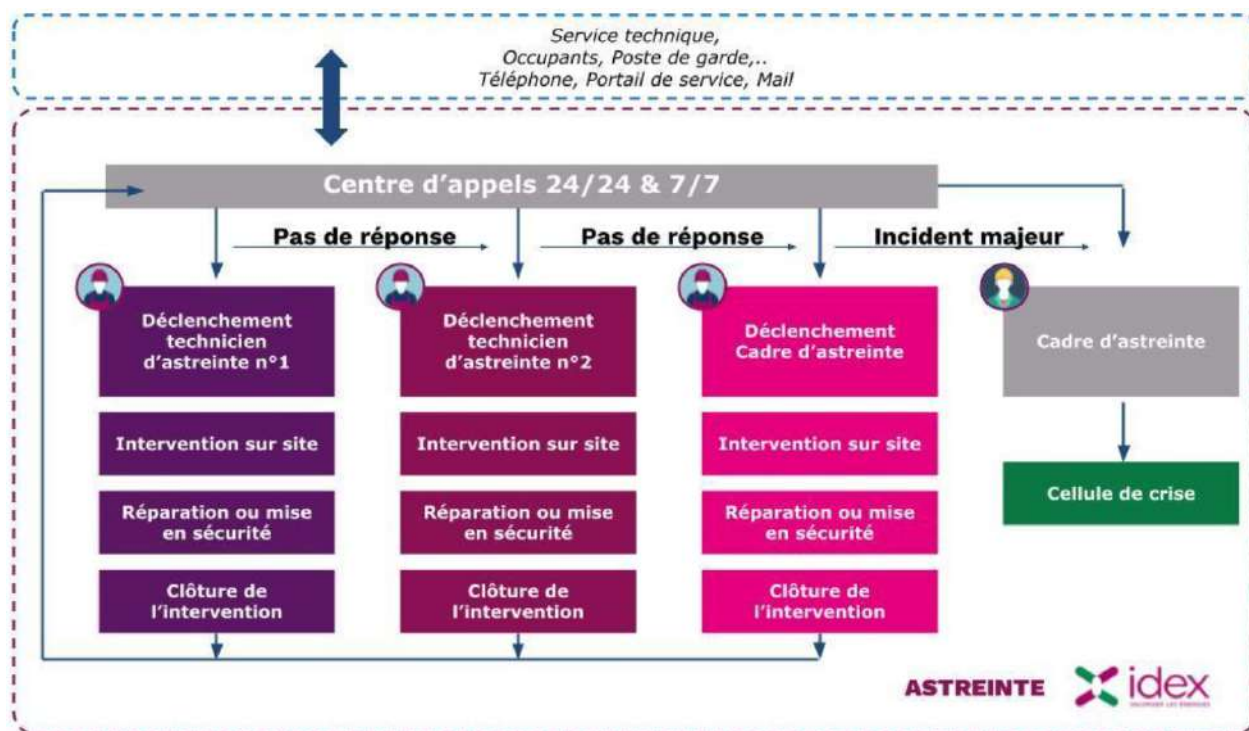 Service technique,
Occupants, Poste de garde,..
Téléphone, Portail de service, Mail
Centre d'appels 24/24 & 7/7
Pas de réponse
Pas de réponse
Incident majeur
Déclenchement
technicien
d'astreinte n°1
Déclenchement
technicien
d'astreinte n°2
Déclenchement
Cadre d'astreinte
Cadre d'astreinte
Intervention sur site
Intervention sur site
Intervention sur site
Cellule de crise
Réparation ou mise
en sécurité
Réparation ou mise
en sécurité
Réparation ou mise
en sécurité
Clôture de
l'intervention
Clôture de
l'intervention
Clôture de
l'intervention
ASTREINTE
idex
VALORISER LES ÉNERGIES